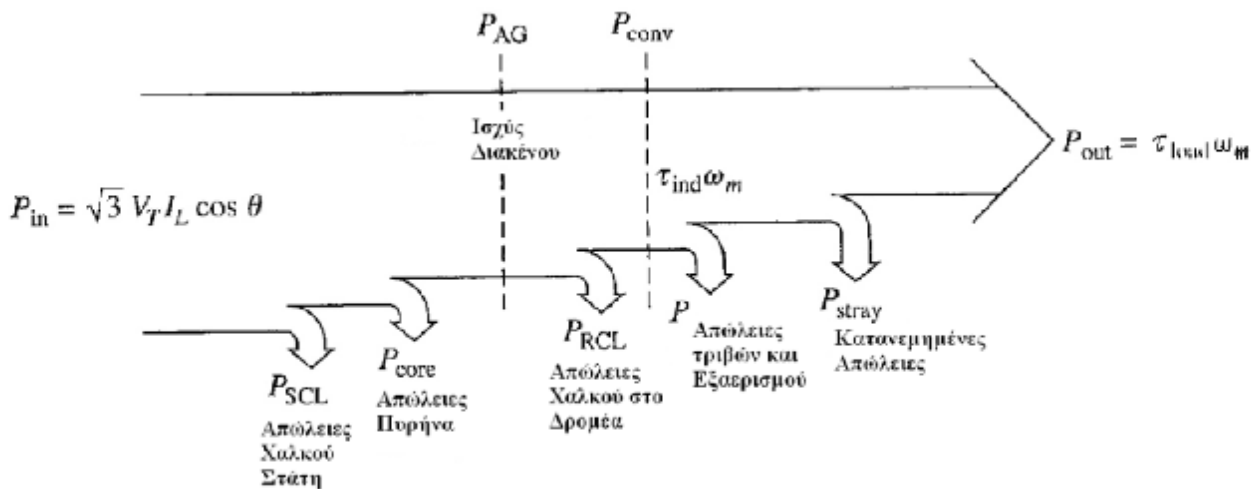 P_AG
P_conv
Ισχύς
Διακένου
P_out = τ ω_m
τ_ind ω_m
P_in = √3 V_T I_L cos θ
P_SCL
Απώλειες
Χαλκού
Στάτη
P_core
Απώλειες
Πυρήνα
P_RCL
Απώλειες
Χαλκού στο
Δρομέα
P
Απώλειες
τριβών και
Εξαερισμού
P_stray
Κατανεμημένες
Απώλειες